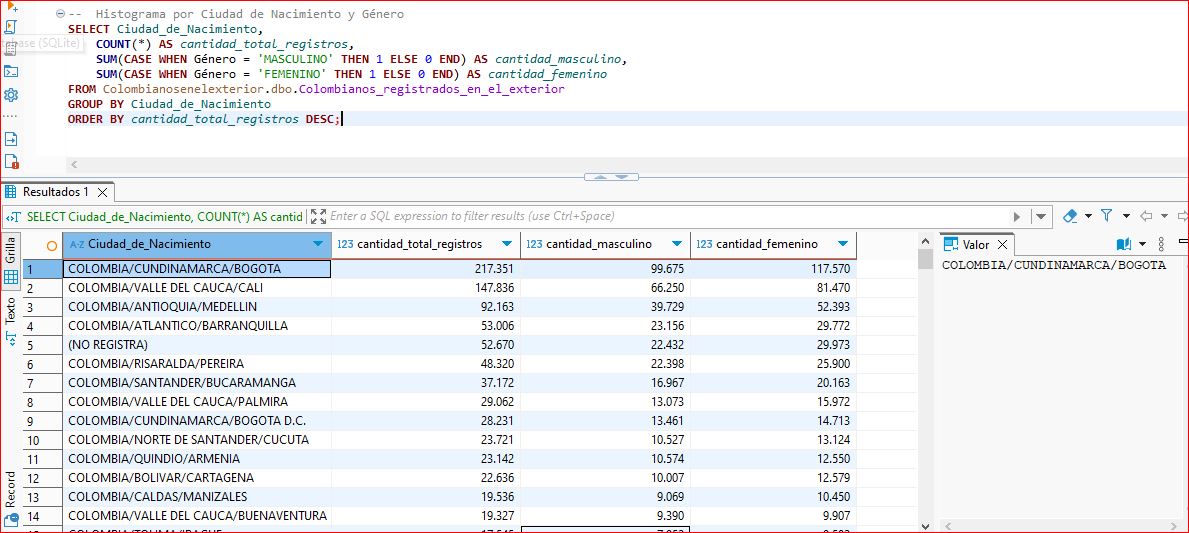 -- Histograma por Ciudad de Nacimiento y Género
SELECT Ciudad_de_Nacimiento,
COUNT(*) AS cantidad_total_registros,
SUM(CASE WHEN Género = 'MASCULINO' THEN 1 ELSE 0 END) AS cantidad_masculino,
SUM(CASE WHEN Género = 'FEMENINO' THEN 1 ELSE 0 END) AS cantidad_femenino
FROM Colombianosenelexterior.dbo.Colombianos_registrados_en_el_exterior
GROUP BY Ciudad_de_Nacimiento
ORDER BY cantidad_total_registros DESC;
tabase (SQLite)
Resultados 1
SELECT Ciudad_de_Nacimiento, COUNT(*) AS cantid
Enter a SQL expression to filter results (use Ctrl+Space)
Grilla
Texto
Record
A-Z Ciudad_de_Nacimiento 123 cantidad_total_registros 123 cantidad_masculino 123 cantidad_femenino
1 COLOMBIA/CUNDINAMARCA/BOGOTA 217.351 99.675 117.570
2 COLOMBIA/VALLE DEL CAUCA/CALI 147.836 66.250 81.470
3 COLOMBIA/ANTIOQUIA/MEDELLIN 92.163 39.729 52.393
4 COLOMBIA/ATLANTICO/BARRANQUILLA 53.006 23.156 29.772
5 (NO REGISTRA) 52.670 22.432 29.973
6 COLOMBIA/RISARALDA/PEREIRA 48.320 22.398 25.900
7 COLOMBIA/SANTANDER/BUCARAMANGA 37.172 16.967 20.163
8 COLOMBIA/VALLE DEL CAUCA/PALMIRA 29.062 13.073 15.972
9 COLOMBIA/CUNDINAMARCA/BOGOTA D.C. 28.231 13.461 14.713
10 COLOMBIA/NORTE DE SANTANDER/CUCUTA 23.721 10.527 13.124
11 COLOMBIA/QUINDIO/ARMENIA 23.142 10.574 12.550
12 COLOMBIA/BOLIVAR/CARTAGENA 22.636 10.007 12.579
13 COLOMBIA/CALDAS/MANIZALES 19.536 9.069 10.450
14 COLOMBIA/VALLE DEL CAUCA/BUENAVENTURA 19.327 9.390 9.907
Valor
COLOMBIA/CUNDINAMARCA/BOGOTA